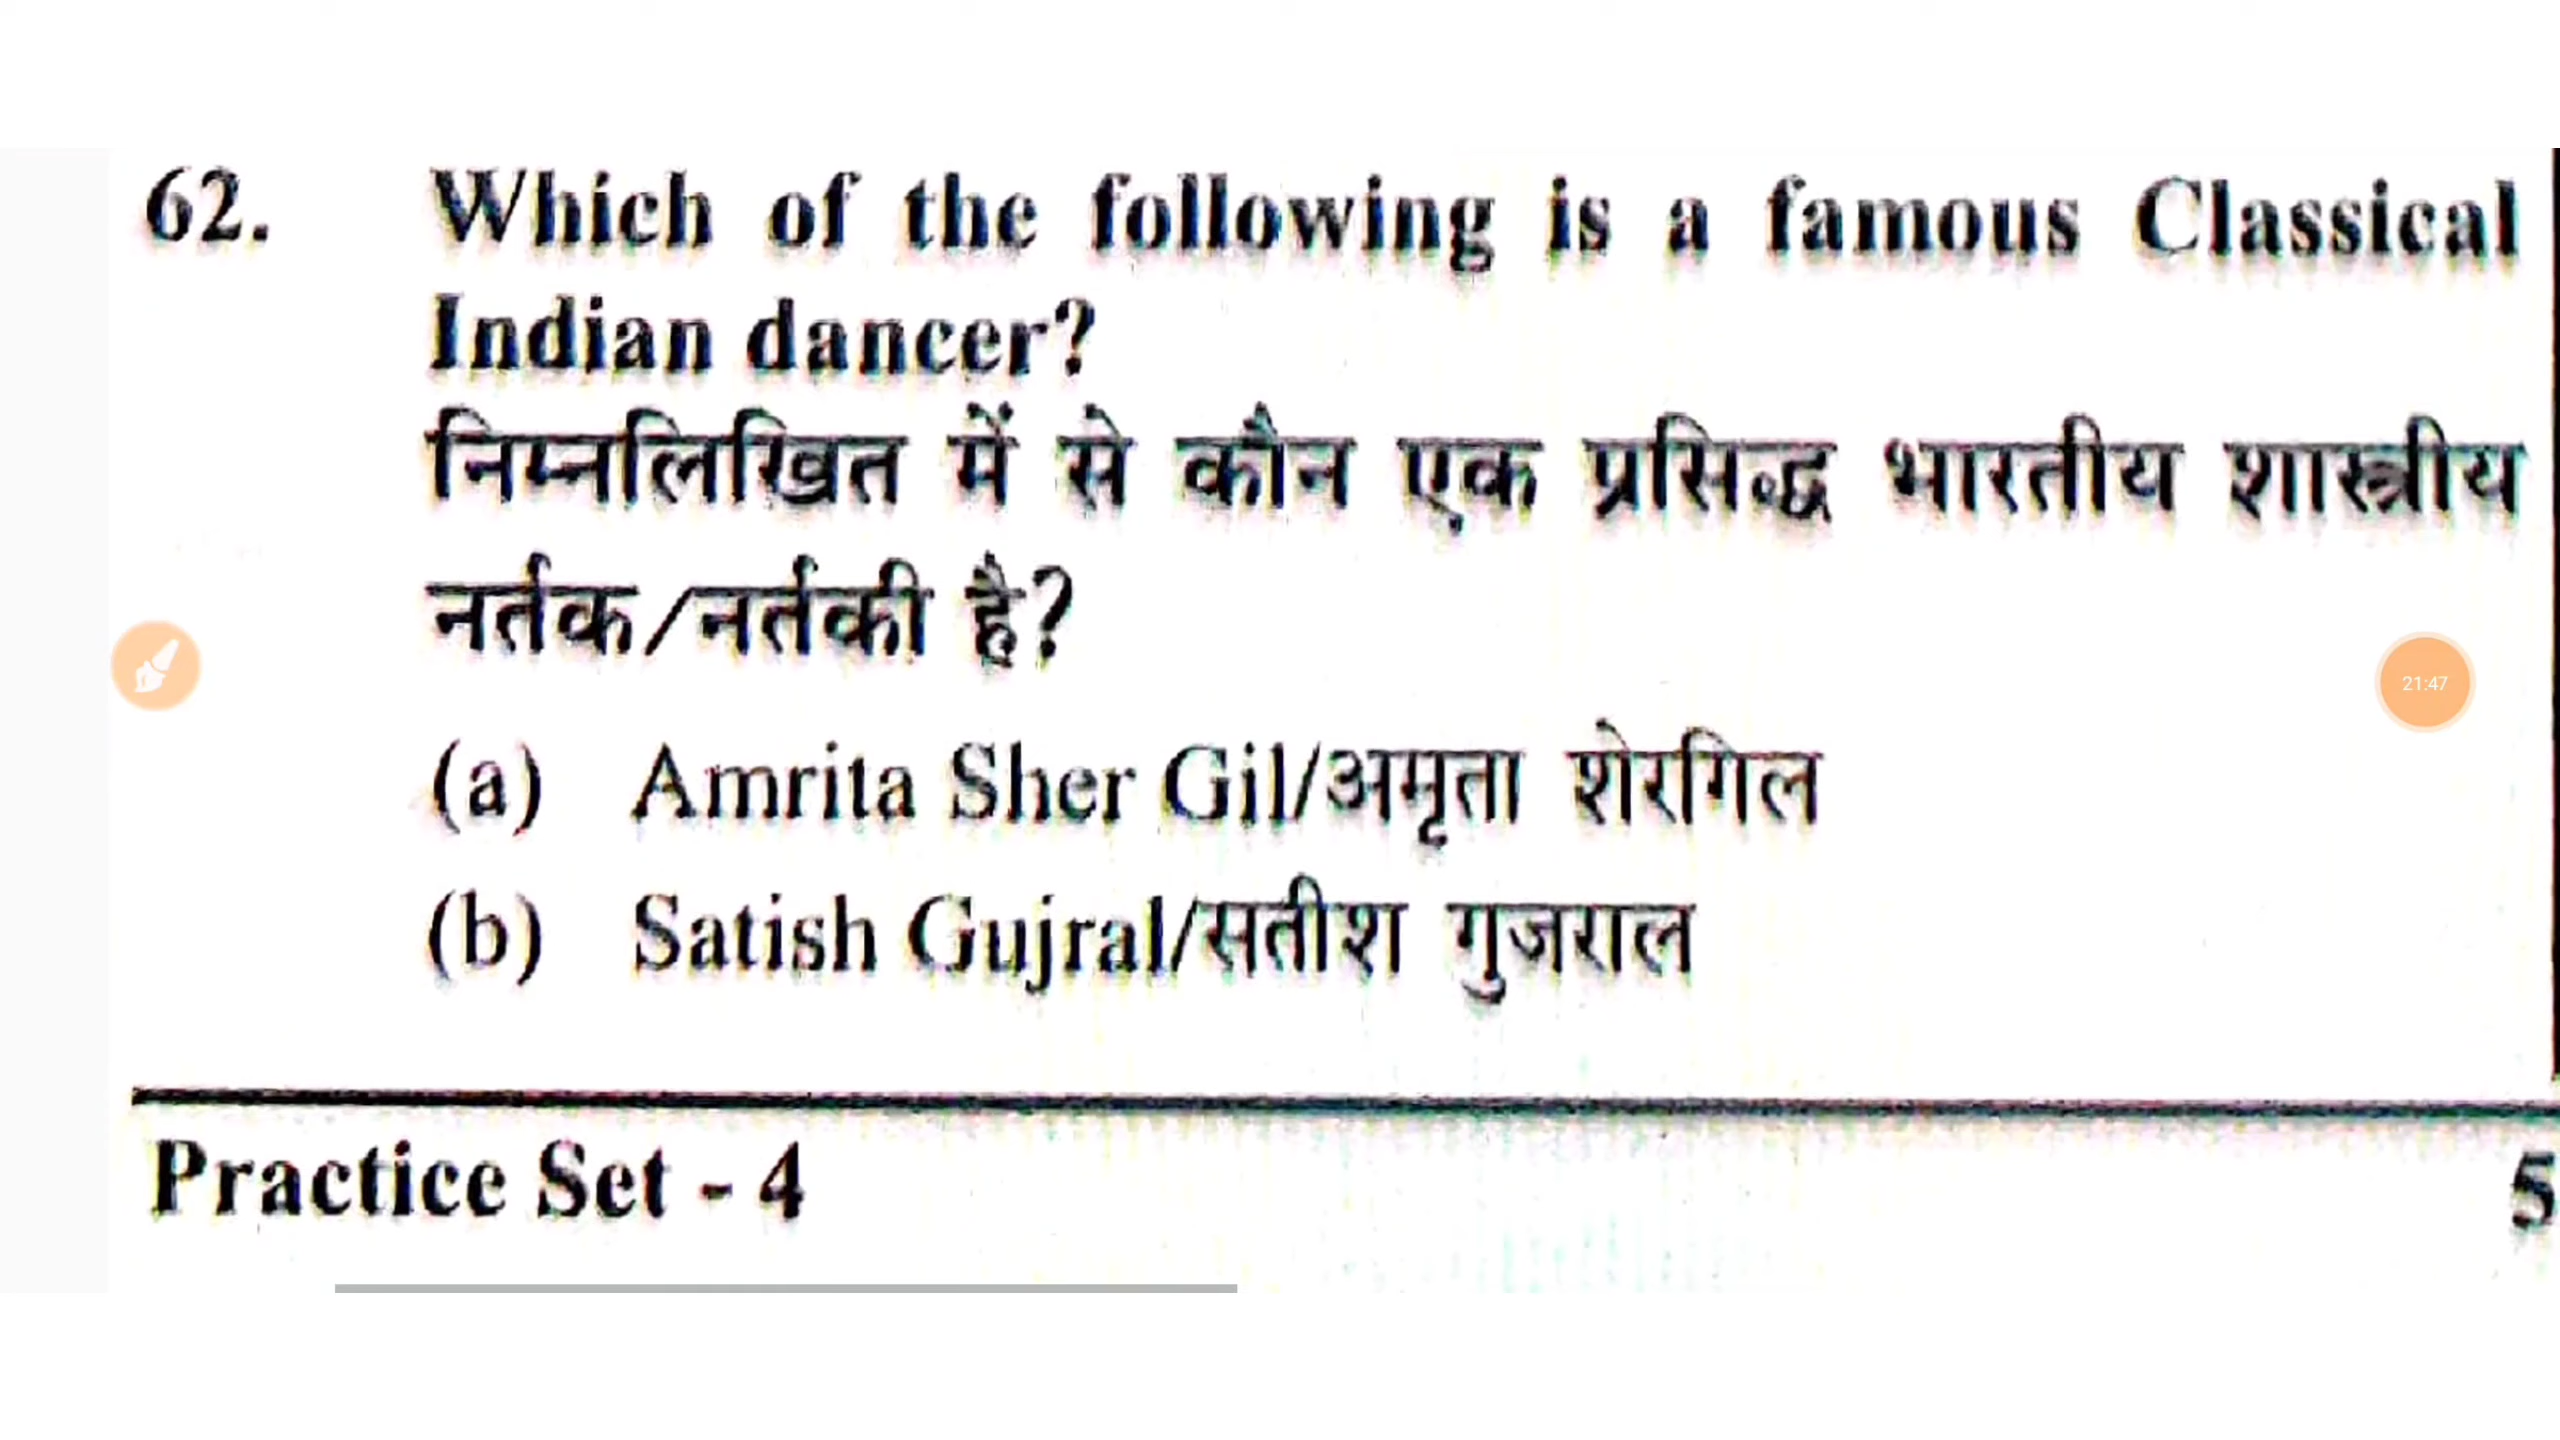 62. Which of the following is a famous Classical
Indian dancer?
निम्नलिखित में से कौन एक प्रसिद्ध भारतीय शास्त्रीय
नर्तक/नर्तकी है?
21:47
(a) Amrita Sher Gil/अमृता शेरगिल
(b) Satish Gujral/सतीश गुजराल
Practice Set - 4
5